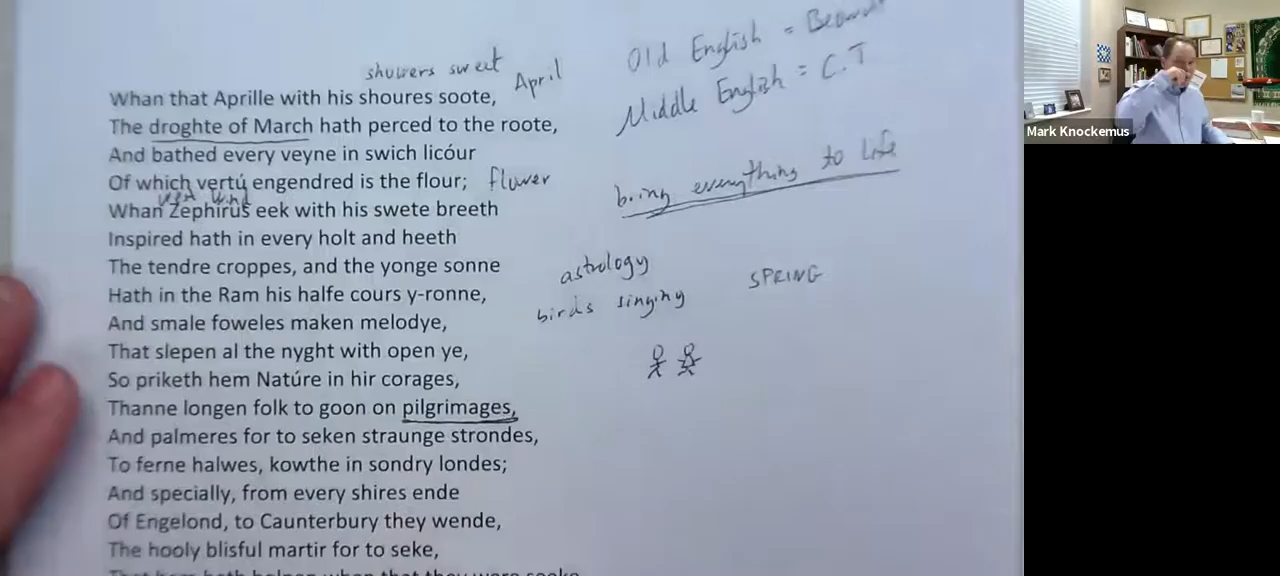 showers sweet
April
Whan that Aprille with his shoures soote,
The droghte of March hath perced to the roote,
And bathed every veyne in swich licóur
Of which vertú engendred is the flour; flower
west wind
Whan Zephirus eek with his swete breeth
Inspired hath in every holt and heeth
The tendre croppes, and the yonge sonne
Hath in the Ram his halfe cours y-ronne,
And smale foweles maken melodye,
That slepen al the nyght with open ye,
So priketh hem Natúre in hir corages,
Thanne longen folk to goon on pilgrimages,
And palmeres for to seken straunge strondes,
To ferne halwes, kowthe in sondry londes;
And specially, from every shires ende
Of Engelond, to Caunterbury they wende,
The hooly blisful martir for to seke,
Old English = Beowulf
Middle English = C.T
bring everything to life
astrology
birds singing
SPRING
Mark Knockemus